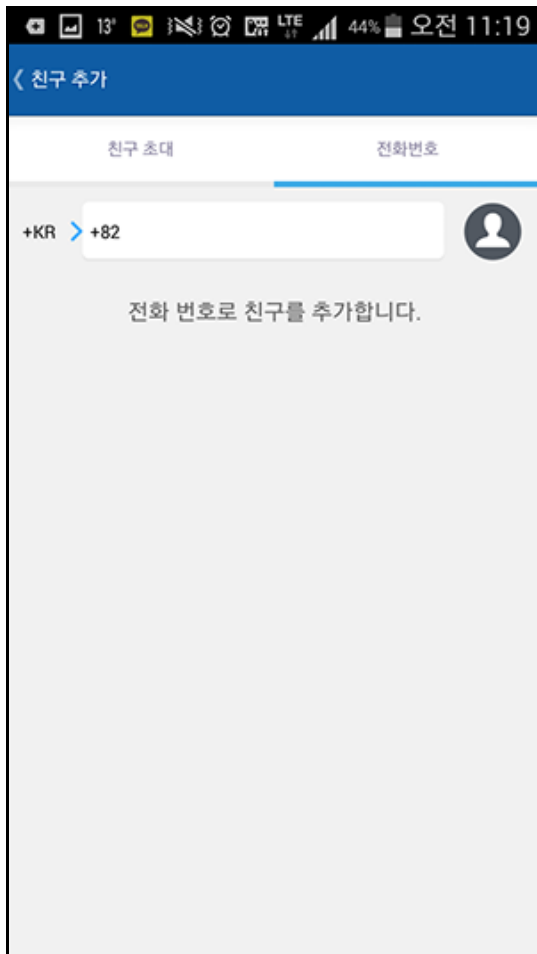 13° LTE 44% 오전 11:19
친구 추가
친구 초대 전화번호
+KR +82
전화 번호로 친구를 추가합니다.